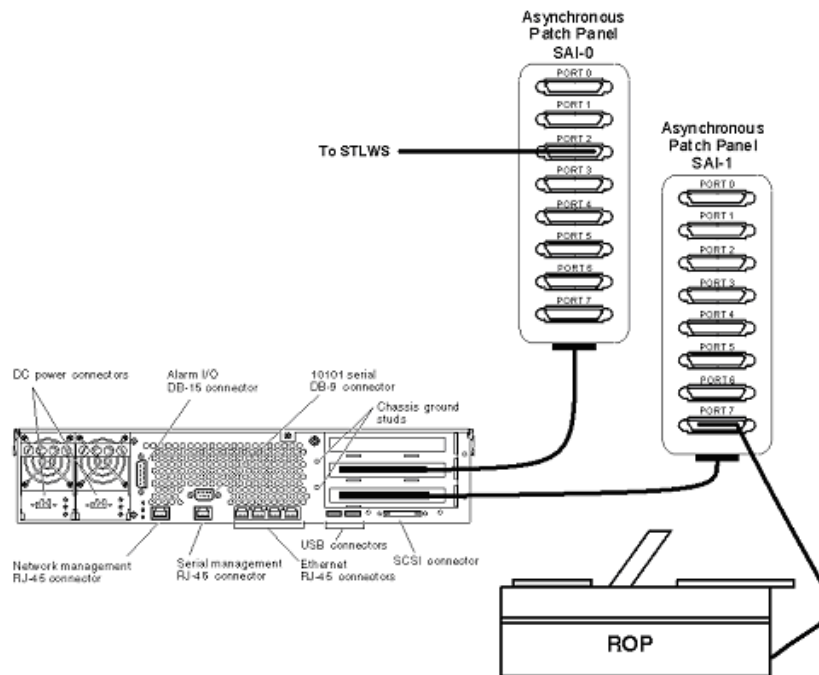 Asynchronous
Patch Panel
SAI-0
PORT 0
PORT 1
PORT 2
PORT 3
PORT 4
PORT 5
PORT 6
PORT 7
To STLWS
Asynchronous
Patch Panel
SAI-1
PORT 0
PORT 1
PORT 2
PORT 3
PORT 4
PORT 5
PORT 6
PORT 7
DC power connectors
Alarm I/O
DB-15 connector
10101 serial
DB-9 connector
Chassis ground
studs
Network management
RJ-45 connector
Serial management
RJ-45 connector
Ethernet
RJ-45 connectors
USB connectors
SCSI connector
ROP